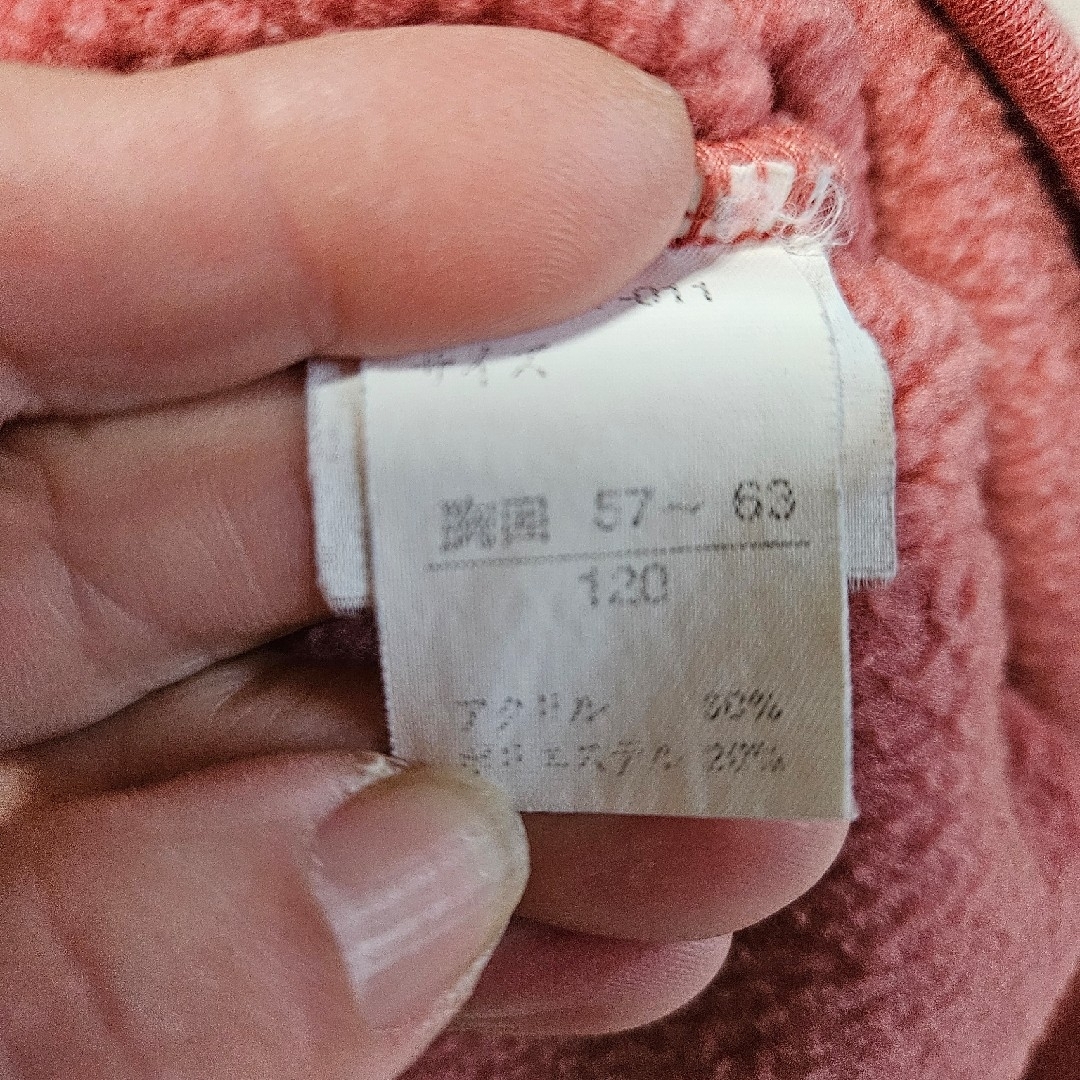 -011
サイズ
胸囲 57～ 63
120
アクリル 80%
ポリエステル 20%